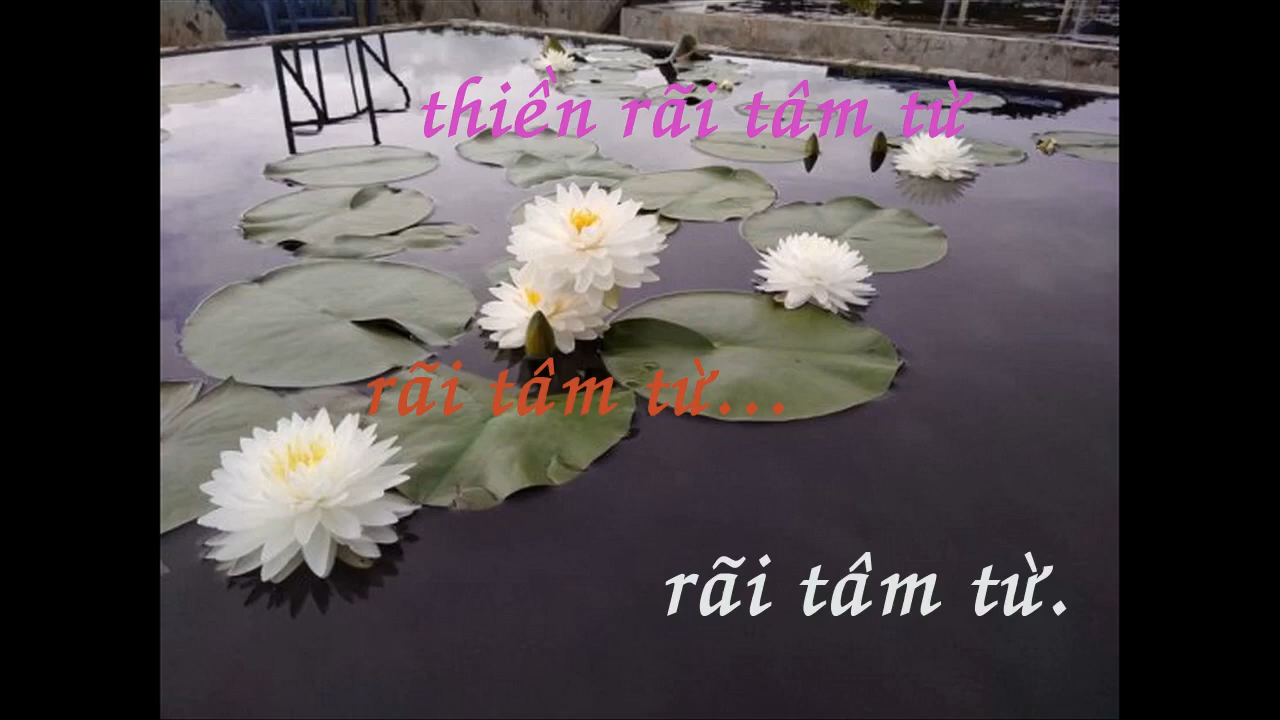 thiền rãi tâm từ
rãi tâm từ...
rãi tâm từ.